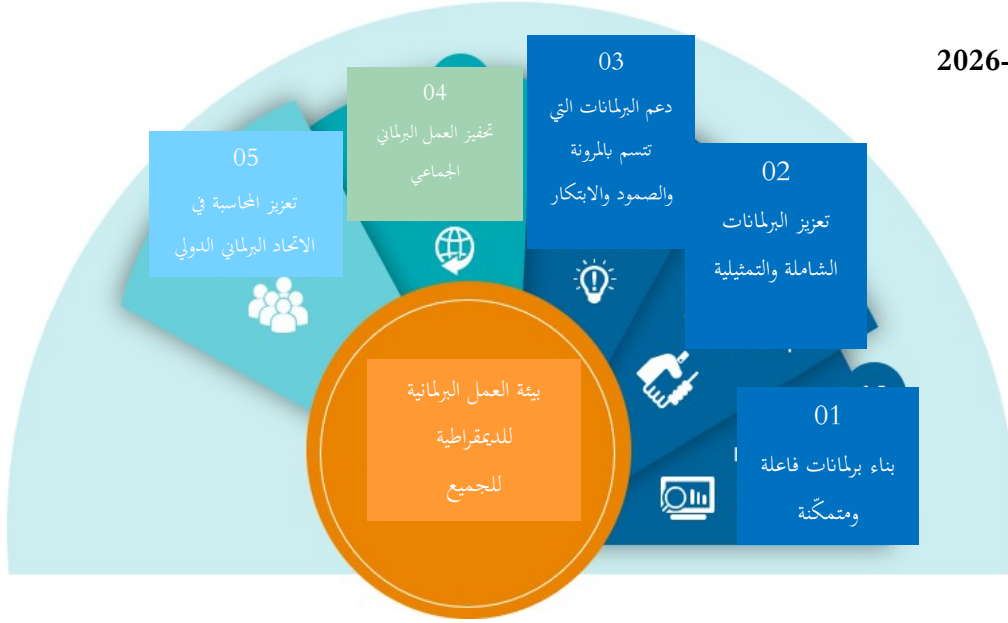 2026-
01
بناء برلمانات فاعلة
ومتمكّنة
02
تعزيز البرلمانات
الشاملة والتمثيلية
03
دعم البرلمانات التي
تتسم بالمرونة
والصمود والابتكار
04
تحفيز العمل البرلماني
الجماعي
05
تعزيز المحاسبة في
الاتحاد البرلماني الدولي
بيئة العمل البرلمانية
للديمقراطية
للجميع